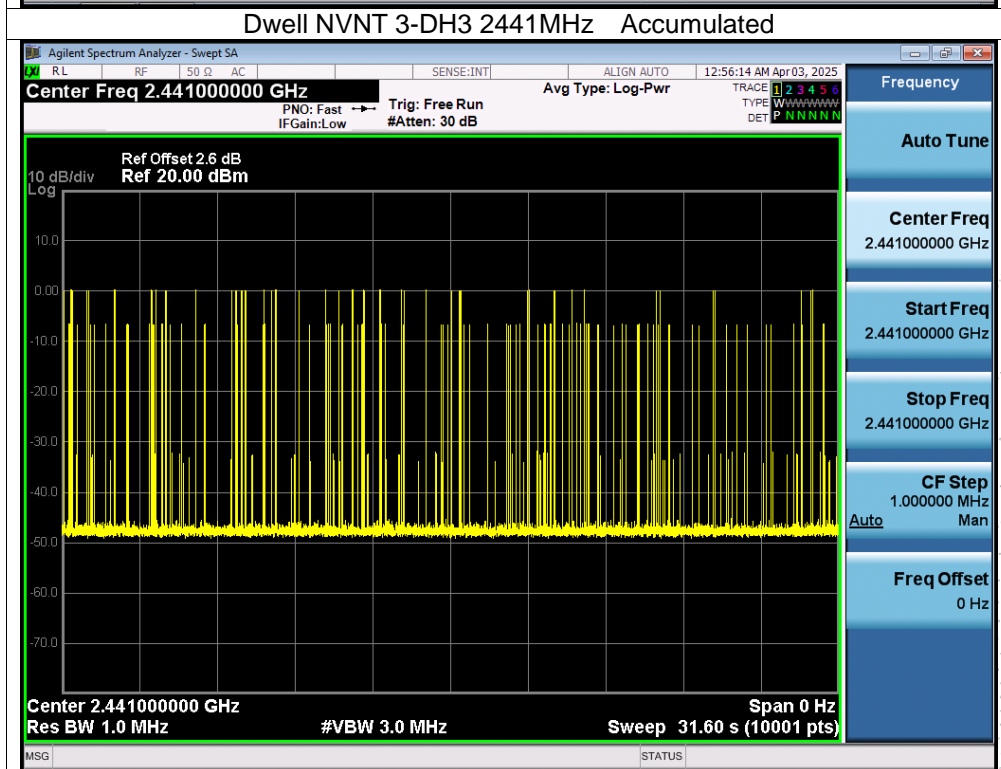 Dwell NVNT 3-DH3 2441MHz Accumulated
Agilent Spectrum Analyzer - Swept SA
LXI RL RF 50 Ω AC SENSE:INT ALIGN AUTO 12:56:14 AM Apr 03, 2025
Center Freq 2.441000000 GHz
PNO: Fast
IFGain:Low
Trig: Free Run
#Atten: 30 dB
Avg Type: Log-Pwr
TRACE 1 2 3 4 5 6
TYPE WWWWWWW
DET P N N N N N
Frequency
Auto Tune
Center Freq
2.441000000 GHz
Start Freq
2.441000000 GHz
Stop Freq
2.441000000 GHz
CF Step
1.000000 MHz
Auto Man
Freq Offset
0 Hz
Ref Offset 2.6 dB
10 dB/div Ref 20.00 dBm
Log
10.0
0.00
-10.0
-20.0
-30.0
-40.0
-50.0
-60.0
-70.0
Center 2.441000000 GHz Span 0 Hz
Res BW 1.0 MHz #VBW 3.0 MHz Sweep 31.60 s (10001 pts)
MSG STATUS